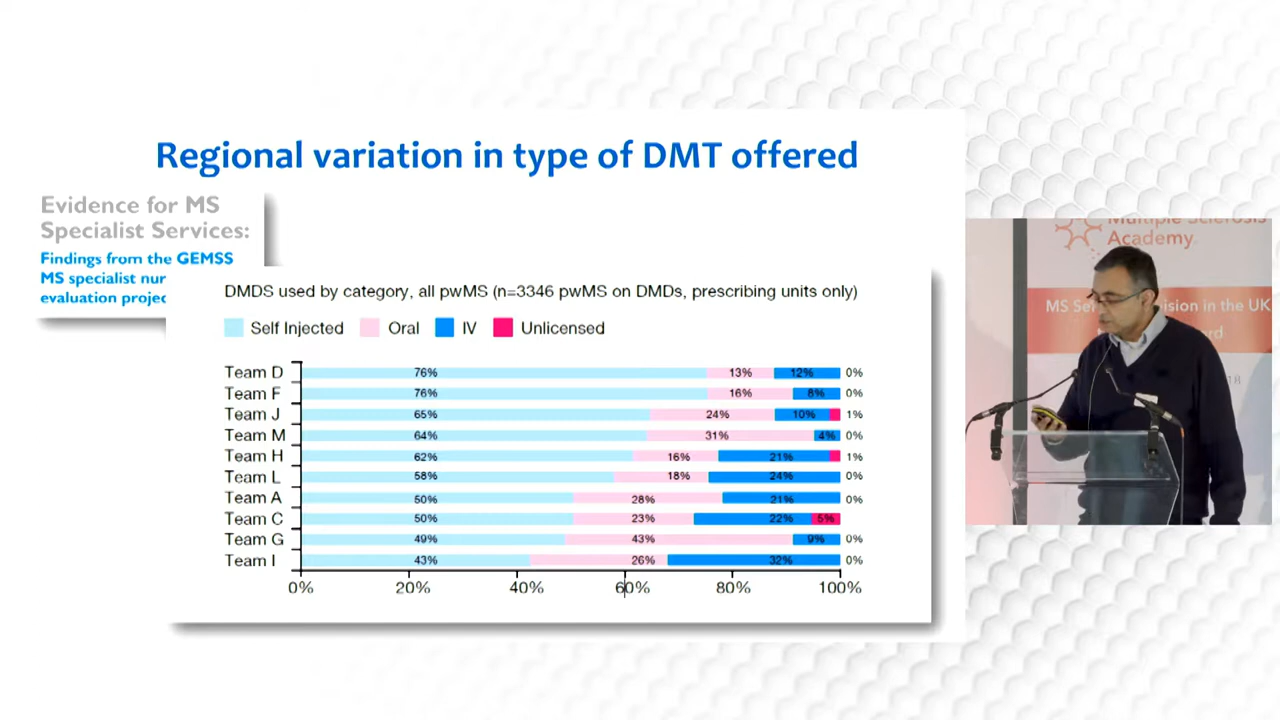 Regional variation in type of DMT offered
Evidence for MS
Specialist Services:
Findings from the GEMSS
MS specialist nur
evaluation projec
DMDS used by category, all pwMS (n=3346 pwMS on DMDs, prescribing units only)
Self Injected Oral IV Unlicensed
Team D 76% 13% 12% 0%
Team F 76% 16% 8% 0%
Team J 65% 24% 10% 1%
Team M 64% 31% 4% 0%
Team H 62% 16% 21% 1%
Team L 58% 18% 24% 0%
Team A 50% 28% 21% 0%
Team C 50% 23% 22% 5%
Team G 49% 43% 9% 0%
Team I 43% 26% 32% 0%
0% 20% 40% 60% 80% 100%
Multiple Sclerosis
Academy
MS Se ision in the UK
rd